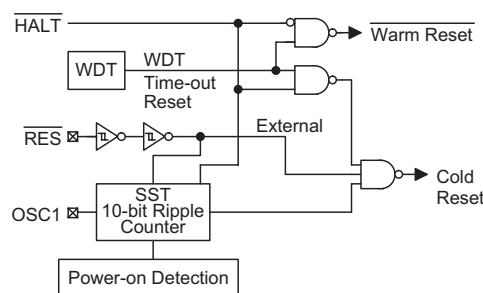 HALT
Warm Reset
WDT
WDT
Time-out
Reset
RES
External
Cold
Reset
OSC1
SST
10-bit Ripple
Counter
Power-on Detection